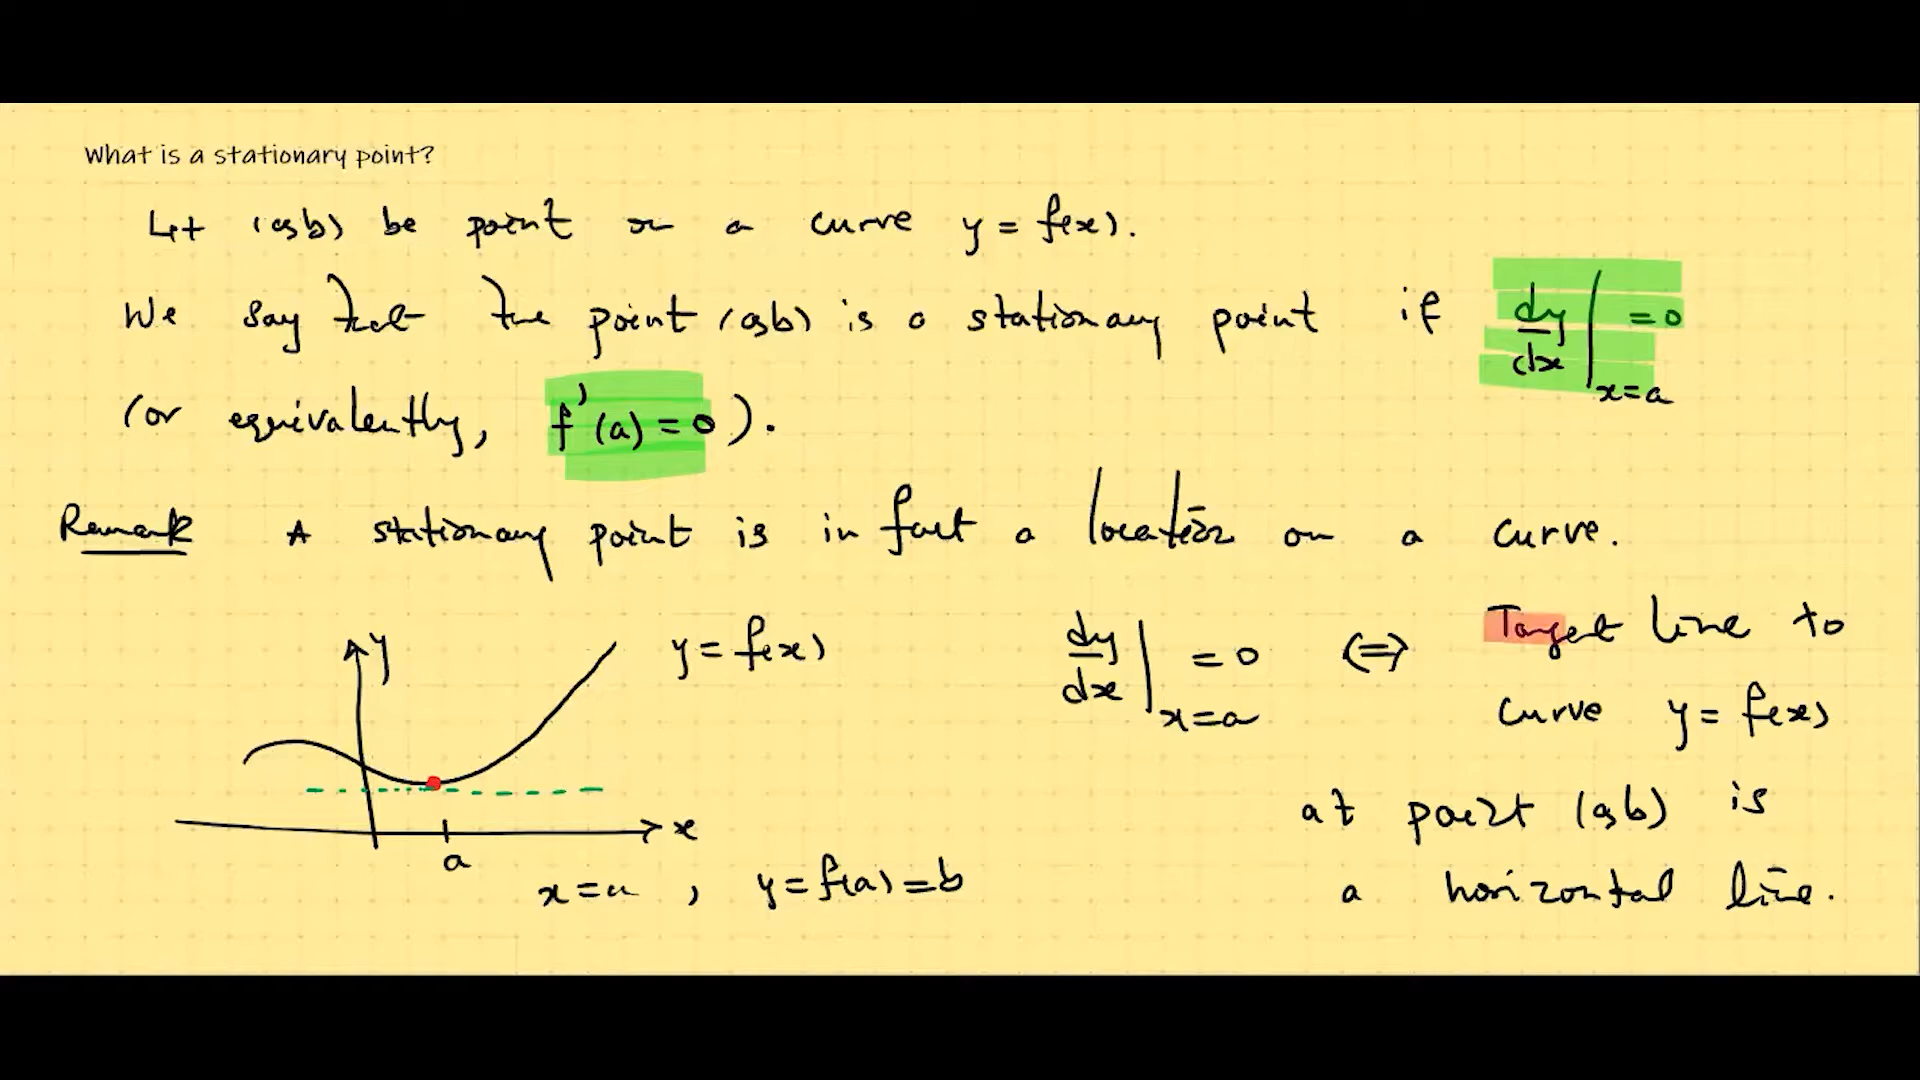 What is a stationary point?
Let (a,b) be point on a curve y = f(x).
We say that the point (a,b) is a stationary point if dy/dx |x=a = 0
(or equivalently, f'(a) = 0).
Remark A stationary point is in fact a location on a curve.
y
y = f(x)
x
a
x = a , y = f(a) = b
dy/dx |x=a = 0 ⇔ Tangent line to
curve y = f(x)
at point (a,b) is
a horizontal line.